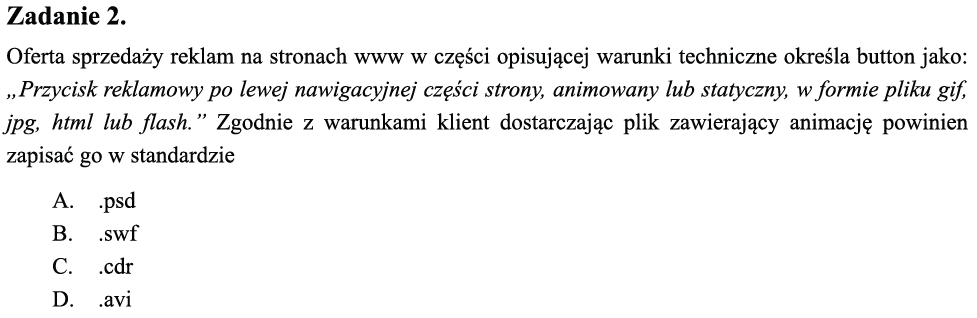 Zadanie 2.
Oferta sprzedaży reklam na stronach www w części opisującej warunki techniczne określa button jako:
„Przycisk reklamowy po lewej nawigacyjnej części strony, animowany lub statyczny, w formie pliku gif,
jpg, html lub flash.” Zgodnie z warunkami klient dostarczając plik zawierający animację powinien
zapisać go w standardzie
A. .psd
B. .swf
C. .cdr
D. .avi